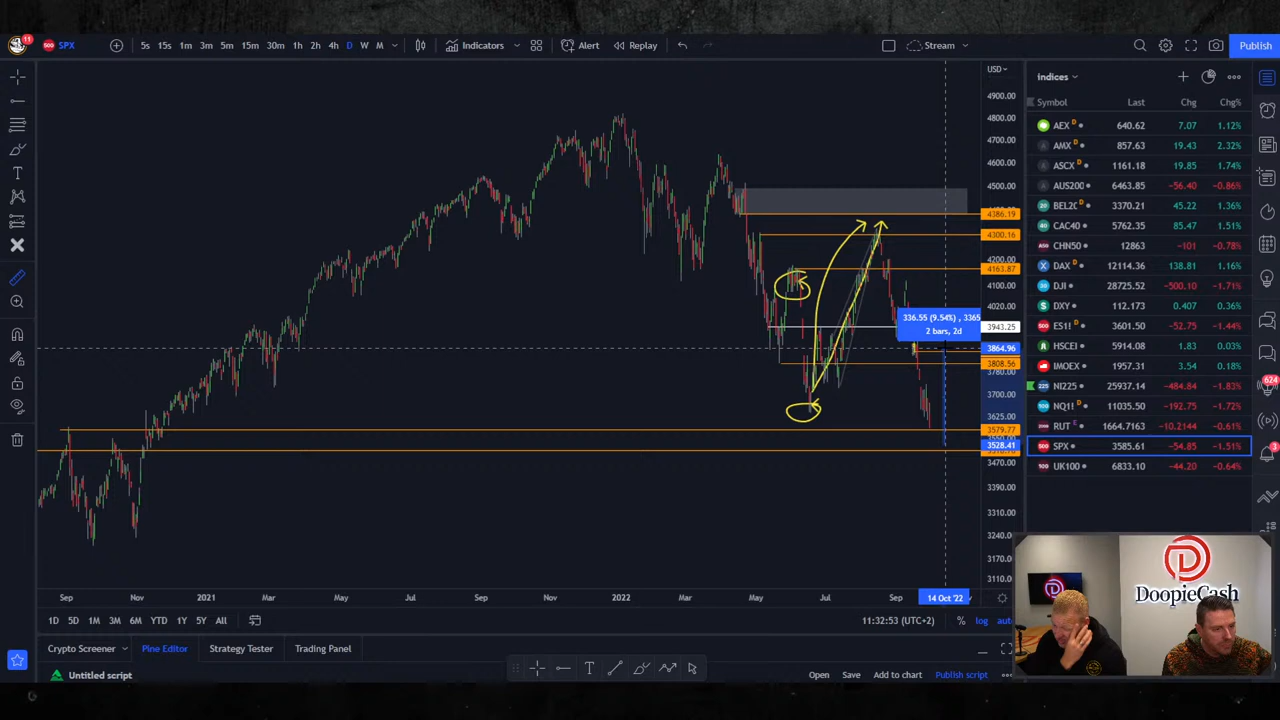 11
500 SPX 5s 15s 1m 3m 5m 15m 30m 1h 2h 4h D W M Indicators Alert Replay Stream Publish
USD
4900.00
4800.00
4700.00
4600.00
4500.00
4386.19
4300.16
4200.00
4163.87
4100.00
4020.00
336.55 (9.54%) , 3365
2 bars, 2d
3943.25
3864.96
3808.56
3780.00
3700.00
3625.00
3579.77
3528.41
3470.00
3390.00
3310.00
3240.00
3170.00
3110.00
Sep Nov 2021 Mar May Jul Sep Nov 2022 Mar May Jul Sep 14 Oct '22
1D 5D 1M 3M 6M YTD 1Y 5Y All 11:32:53 (UTC+2) % log auto
Crypto Screener Pine Editor Strategy Tester Trading Panel
Untitled script Open Save Add to chart Publish script
indices
Symbol Last Chg Chg%
AEX D 640.62 7.07 1.12%
AMX D 857.63 19.43 2.32%
ASCX D 1161.18 19.85 1.74%
AUS200 6463.85 −56.40 −0.86%
BEL20 D 3370.21 45.22 1.36%
CAC40 5762.35 85.47 1.51%
CHN50 12863 −101 −0.78%
DAX D 12114.36 138.81 1.16%
DJI 28725.52 −500.10 −1.71%
DXY 112.173 0.407 0.36%
ES1! D 3601.50 −52.75 −1.44%
HSCEI 5914.08 1.83 0.03%
IMOEX 1957.31 3.54 0.18%
NI225 25937.14 −484.84 −1.83%
NQ1! D 11035.50 −192.75 −1.72%
RUT E 1664.7163 −10.2144 −0.61%
SPX 3585.61 −54.85 −1.51%
UK100 6833.10 −44.20 −0.64%
624
3
DoopieCash